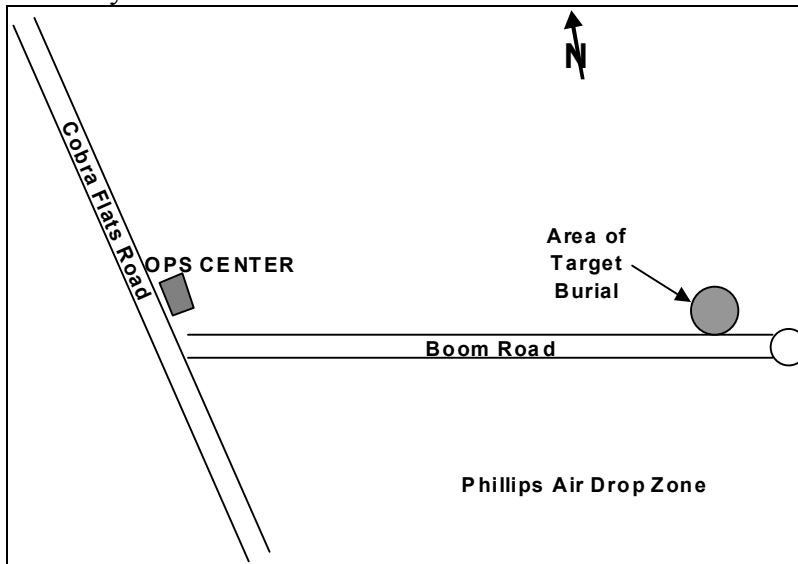 N
Cobra Flats Road
OPS CENTER
Area of
Target
Burial
Boom Road
Phillips Air Drop Zone